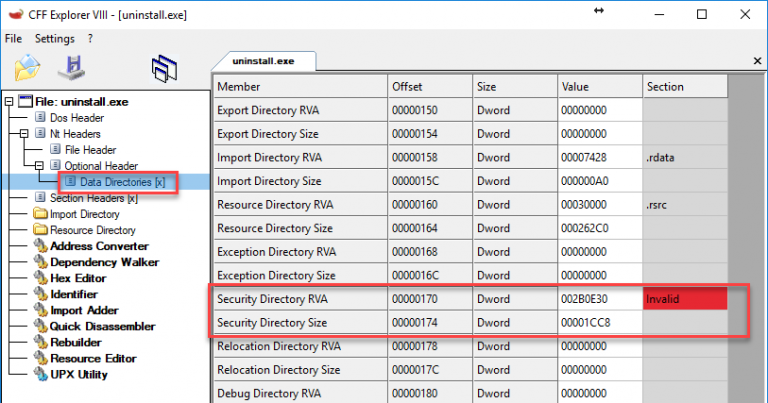 CFF Explorer VIII - [uninstall.exe]
File Settings ?
uninstall.exe
File: uninstall.exe
Dos Header
Nt Headers
File Header
Optional Header
Data Directories [x]
Section Headers [x]
Import Directory
Resource Directory
Address Converter
Dependency Walker
Hex Editor
Identifier
Import Adder
Quick Disassembler
Rebuilder
Resource Editor
UPX Utility
Member Offset Size Value Section
Export Directory RVA 00000150 Dword 00000000
Export Directory Size 00000154 Dword 00000000
Import Directory RVA 00000158 Dword 00007428 .rdata
Import Directory Size 0000015C Dword 000000A0
Resource Directory RVA 00000160 Dword 00030000 .rsrc
Resource Directory Size 00000164 Dword 000262C0
Exception Directory RVA 00000168 Dword 00000000
Exception Directory Size 0000016C Dword 00000000
Security Directory RVA 00000170 Dword 002B0E30 Invalid
Security Directory Size 00000174 Dword 00001CC8
Relocation Directory RVA 00000178 Dword 00000000
Relocation Directory Size 0000017C Dword 00000000
Debug Directory RVA 00000180 Dword 00000000